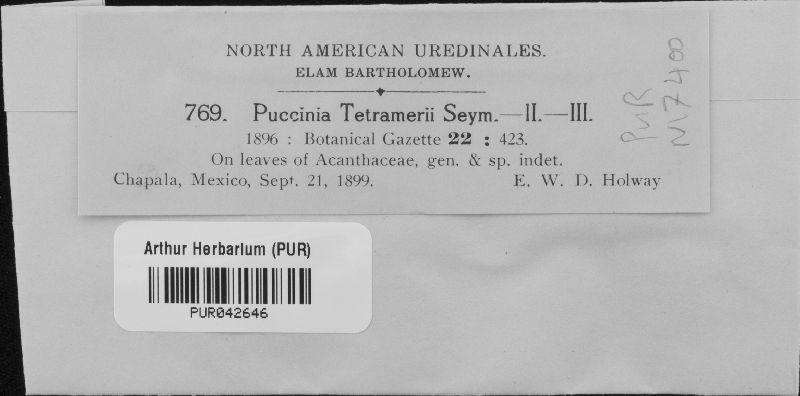 NORTH AMERICAN UREDINALES.
ELAM BARTHOLOMEW.
769. Puccinia Tetramerii Seym.—II.—III.
1896 : Botanical Gazette 22 : 423.
On leaves of Acanthaceae, gen. & sp. indet.
Chapala, Mexico, Sept. 21, 1899. E. W. D. Holway
PUR
N7400
Arthur Herbarium (PUR)
PUR042646